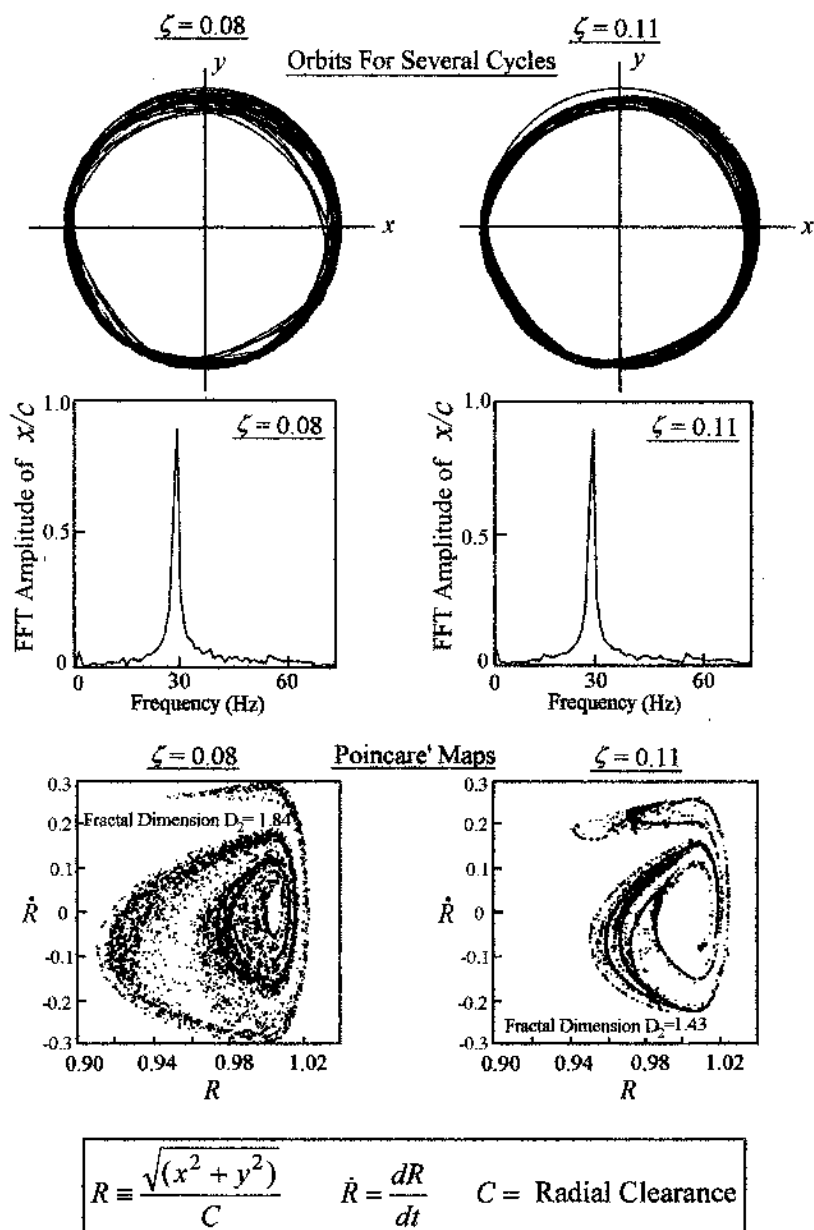 ζ = 0.08
ζ = 0.11
Orbits For Several Cycles
y
y
x
x
1.0
0.5
0
FFT Amplitude of x/c
ζ = 0.08
0
30
60
Frequency (Hz)
1.0
0.5
0
FFT Amplitude of x/c
ζ = 0.11
0
30
60
Frequency (Hz)
ζ = 0.08
Poincare' Maps
ζ = 0.11
0.3
0.2
0.1
0
-0.1
-0.2
-0.3
Ṙ
Fractal Dimension D₂= 1.84
0.90
0.94
0.98
1.02
R
0.3
0.2
0.1
0
-0.1
-0.2
-0.3
Ṙ
Fractal Dimension D₂=1.43
0.90
0.94
0.98
1.02
R
R ≡ √(x² + y²) / C
Ṙ = dR / dt
C = Radial Clearance